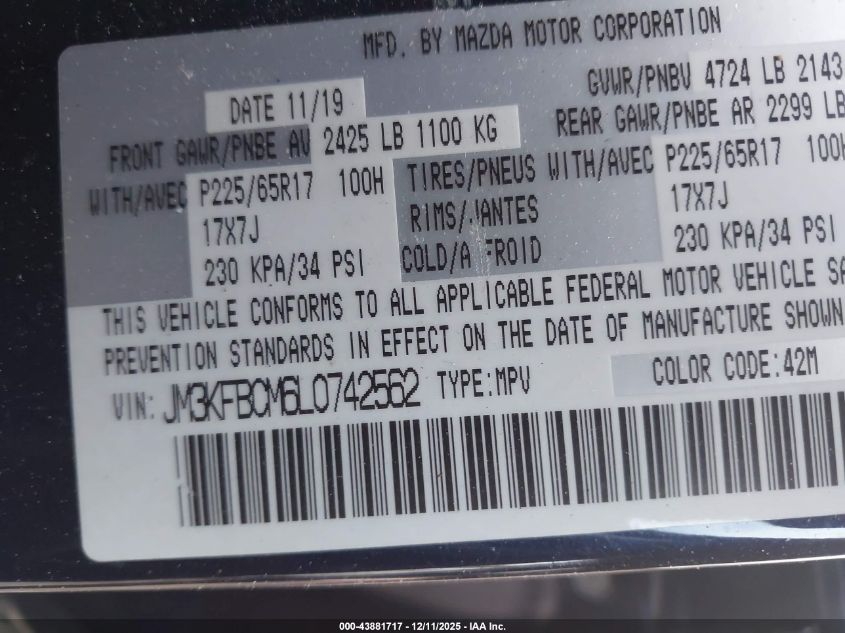 MFD. BY MAZDA MOTOR CORPORATION
DATE 11/19 GVWR/PNBV 4724 LB 2143
FRONT GAWR/PNBE AV 2425 LB 1100 KG REAR GAWR/PNBE AR 2299 LB
WITH/AVEC P225/65R17 100H TIRES/PNEUS WITH/AVEC P225/65R17 100H
17X7J RIMS/JANTES 17X7J
230 KPA/34 PSI COLD/A FROID 230 KPA/34 PSI
THIS VEHICLE CONFORMS TO ALL APPLICABLE FEDERAL MOTOR VEHICLE SA
PREVENTION STANDARDS IN EFFECT ON THE DATE OF MANUFACTURE SHOWN
VIN: JM3KFBCM6L0742562 TYPE:MPV COLOR CODE:42M
000-43881717 - 12/11/2025 - IAA Inc.